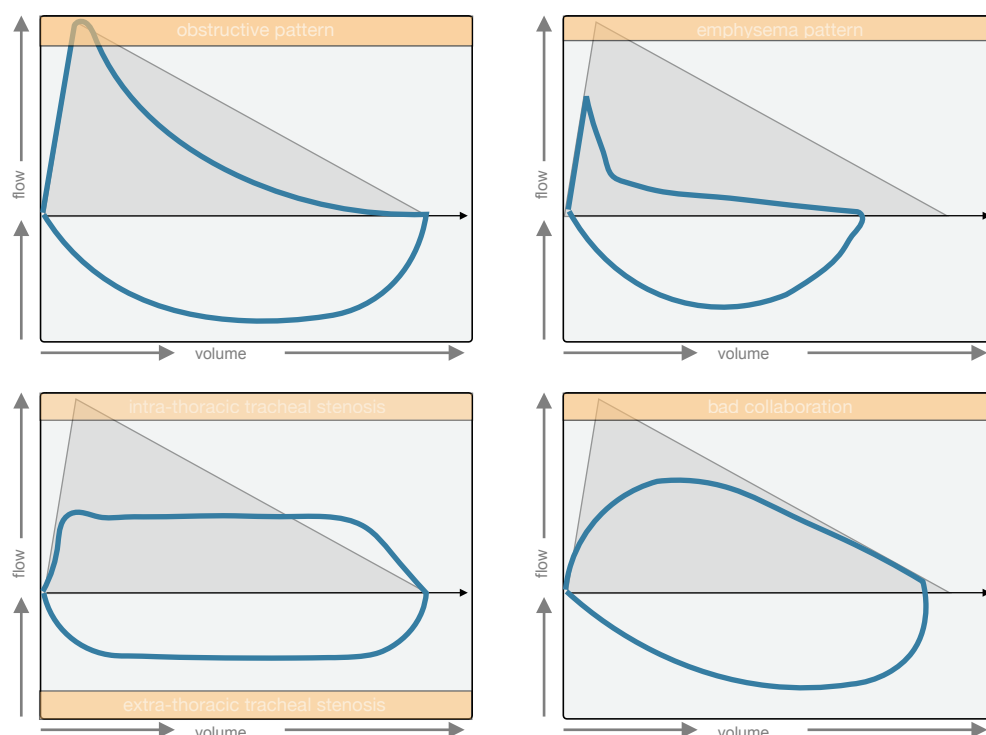 obstructive pattern
emphysema pattern
flow
flow
volume
volume
intra-thoracic tracheal stenosis
bad collaboration
flow
flow
extra-thoracic tracheal stenosis
volume
volume